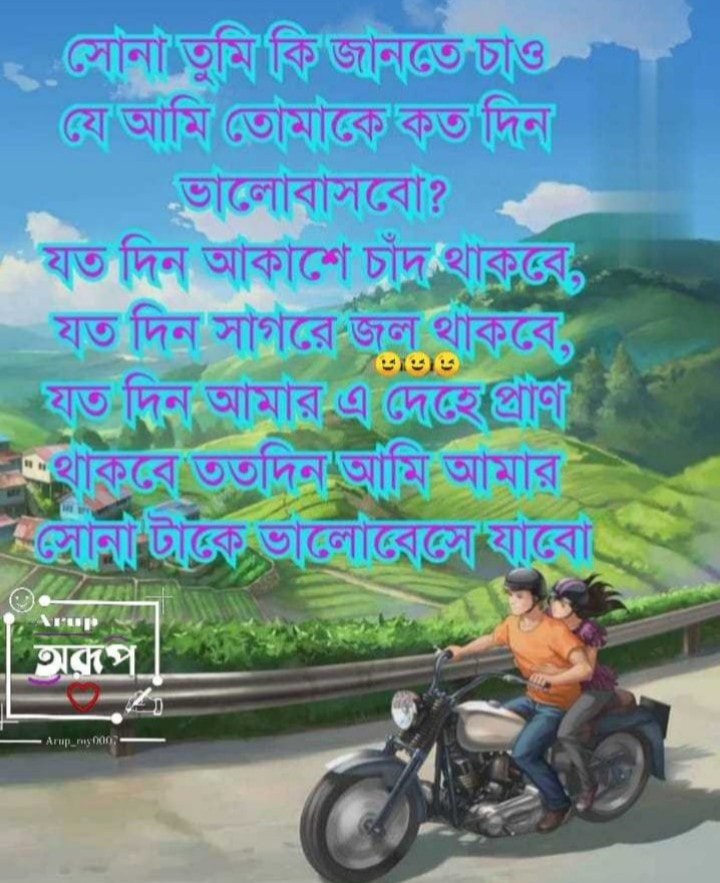 সোনা তুমি কি জানতে চাও
যে আমি তোমাকে কত দিন
ভালোবাসবো?
যত দিন আকাশে চাঁদ থাকবে,
যত দিন সাগরে জল থাকবে,
😉😉😉
যত দিন আমার এ দেহে প্রাণ
থাকবে ততদিন আমি আমার
সোনা টাকে ভালোবেসে যাবো
Arup
অরূপ
Arup_roy0007